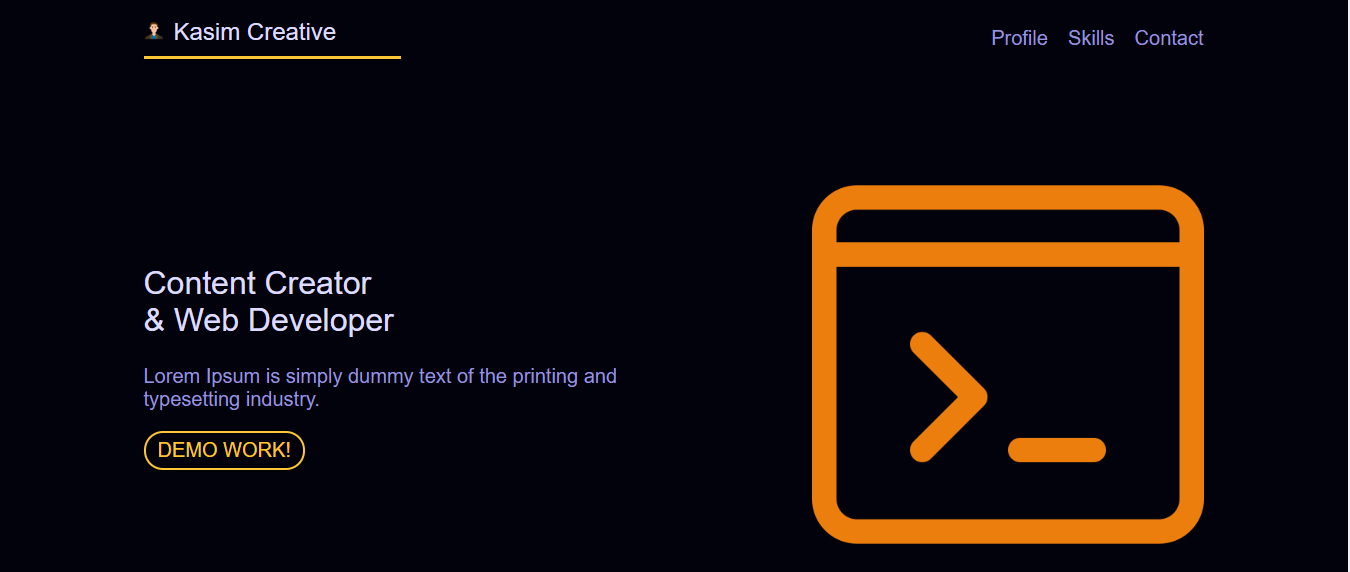 Kasim Creative
Profile Skills Contact
Content Creator
& Web Developer
Lorem Ipsum is simply dummy text of the printing and
typesetting industry.
DEMO WORK!